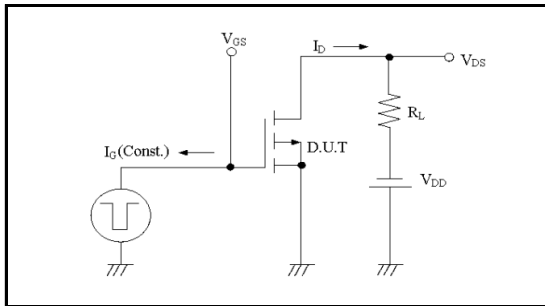 V_GS
I_D
V_DS
R_L
I_G(Const.)
D.U.T
V_DD